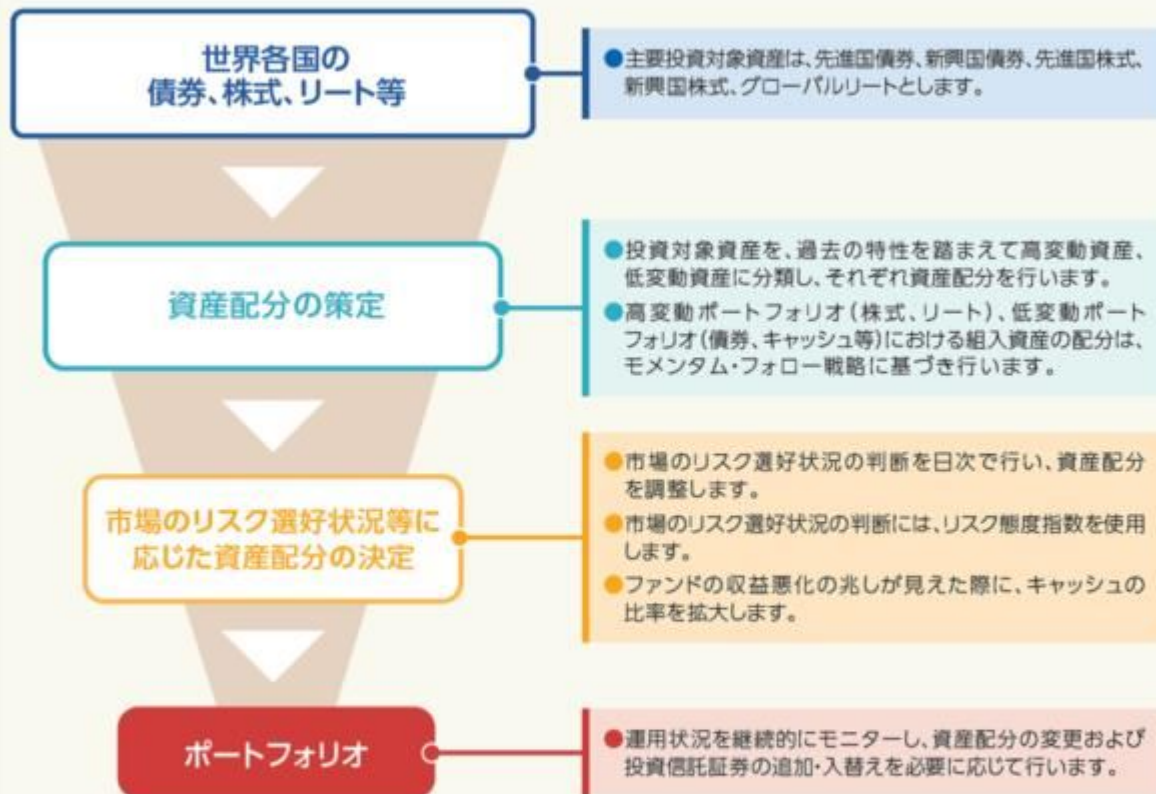 世界各国の
債券、株式、リート等
●主要投資対象資産は、先進国債券、新興国債券、先進国株式、
新興国株式、グローバルリートとします。
資産配分の策定
●投資対象資産を、過去の特性を踏まえて高変動資産、
低変動資産に分類し、それぞれ資産配分を行います。
●高変動ポートフォリオ(株式、リート)、低変動ポート
フォリオ(債券、キャッシュ等)における組入資産の配分は、
モメンタム・フォロー戦略に基づき行います。
市場のリスク選好状況等に
応じた資産配分の決定
●市場のリスク選好状況の判断を日次で行い、資産配分
を調整します。
●市場のリスク選好状況の判断には、リスク態度指数を使用
します。
●ファンドの収益悪化の兆しが見えた際に、キャッシュの
比率を拡大します。
ポートフォリオ
●運用状況を継続的にモニターし、資産配分の変更および
投資信託証券の追加・入替えを必要に応じて行います。